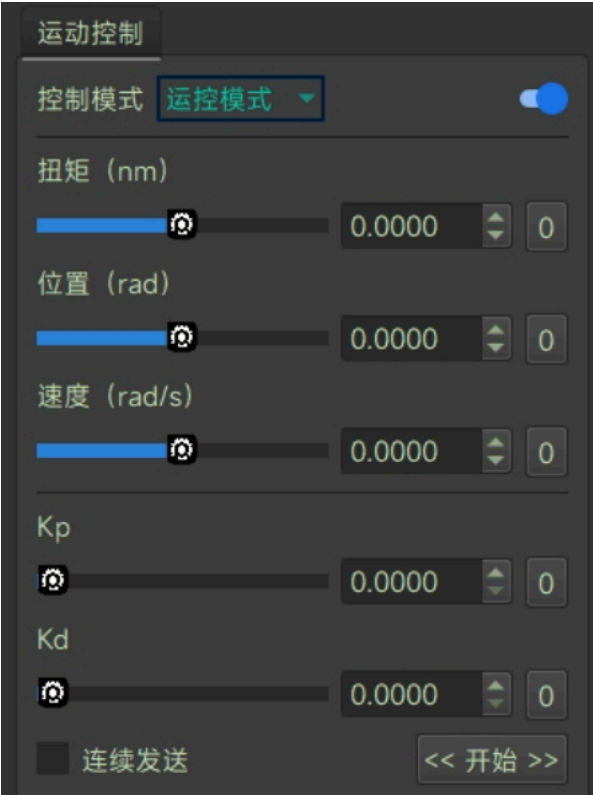 运动控制
控制模式 运控模式
扭矩（nm）
0.0000 0
位置（rad）
0.0000 0
速度（rad/s）
0.0000 0
Kp
0.0000 0
Kd
0.0000 0
连续发送 << 开始 >>